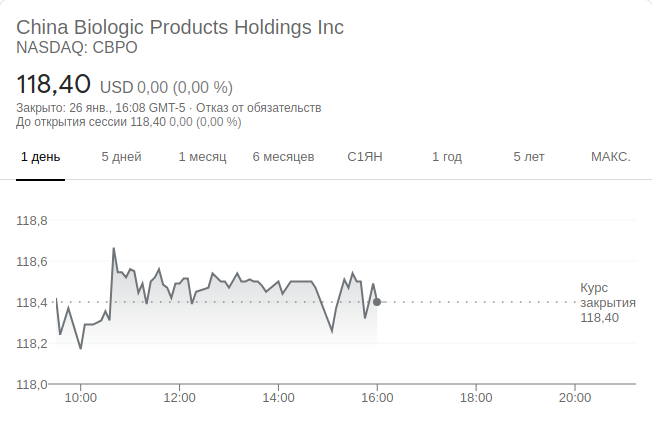 China Biologic Products Holdings Inc
NASDAQ: CBPO
118,40 USD 0,00 (0,00 %)
Закрыто: 26 янв., 16:08 GMT-5 · Отказ от обязательств
До открытия сессии 118,40 0,00 (0,00 %)
1 день 5 дней 1 месяц 6 месяцев С1ЯН 1 год 5 лет МАКС.
118,8
118,6
118,4
118,2
118,0
Курс
закрытия
118,40
10:00 12:00 14:00 16:00 18:00 20:00